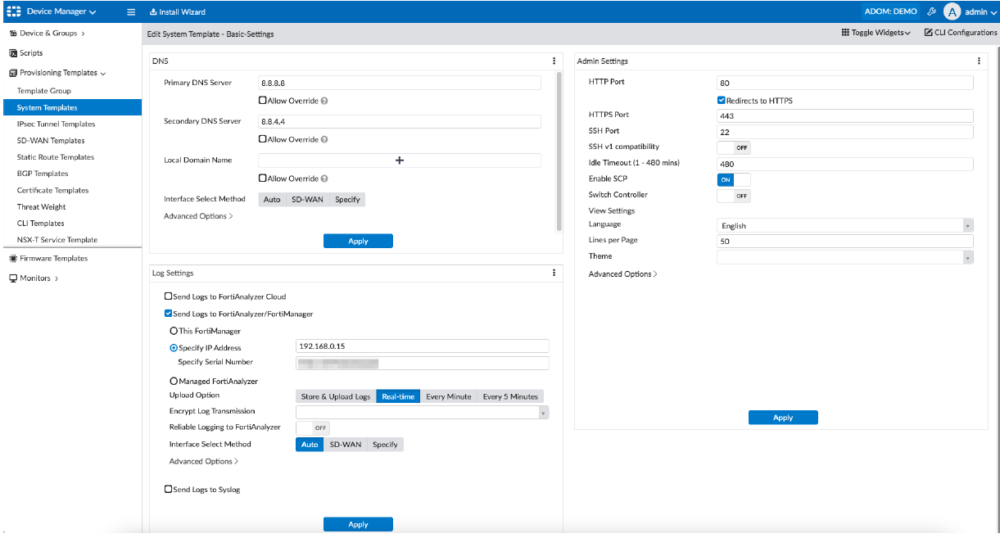 Device Manager
Install Wizard
ADOM: DEMO
A
admin
Device & Groups
Scripts
Provisioning Templates
Template Group
System Templates
IPsec Tunnel Templates
SD-WAN Templates
Static Route Templates
BGP Templates
Certificate Templates
Threat Weight
CLI Templates
NSX-T Service Template
Firmware Templates
Monitors
Edit System Template - Basic-Settings
Toggle Widgets
CLI Configurations
DNS
Primary DNS Server 8.8.8.8
Allow Override
Secondary DNS Server 8.8.4.4
Allow Override
Local Domain Name
Allow Override
Interface Select Method Auto SD-WAN Specify
Advanced Options >
Apply
Log Settings
Send Logs to FortiAnalyzer Cloud
Send Logs to FortiAnalyzer/FortiManager
This FortiManager
Specify IP Address 192.168.0.15
Specify Serial Number
Managed FortiAnalyzer
Upload Option Store & Upload Logs Real-time Every Minute Every 5 Minutes
Encrypt Log Transmission
Reliable Logging to FortiAnalyzer OFF
Interface Select Method Auto SD-WAN Specify
Advanced Options >
Send Logs to Syslog
Apply
Admin Settings
HTTP Port 80
Redirects to HTTPS
HTTPS Port 443
SSH Port 22
SSH v1 compatibility OFF
Idle Timeout (1 - 480 mins) 480
Enable SCP ON
Switch Controller OFF
View Settings
Language English
Lines per Page 50
Theme
Advanced Options >
Apply